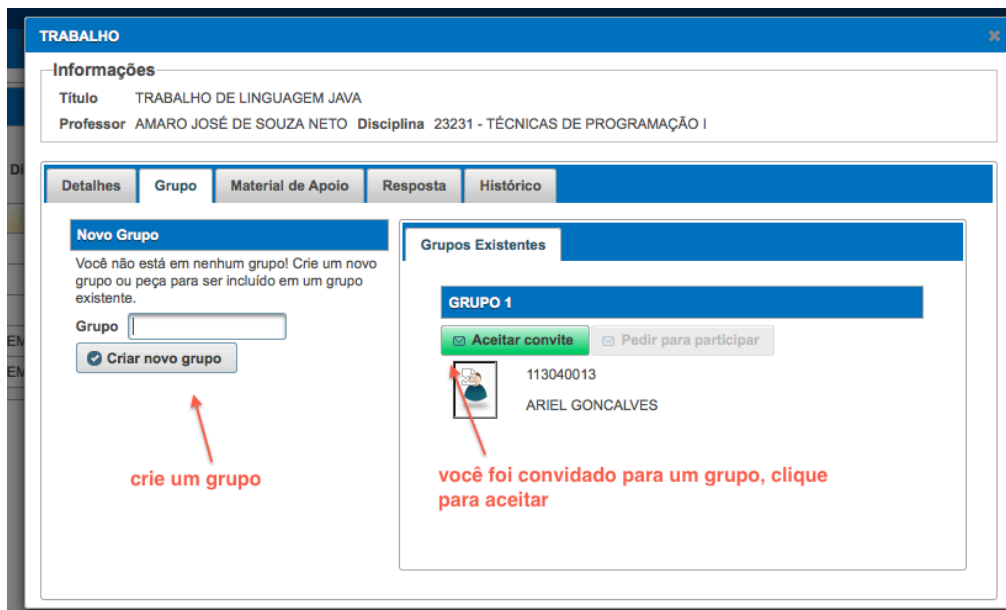 TRABALHO
Informações
Título TRABALHO DE LINGUAGEM JAVA
Professor AMARO JOSÉ DE SOUZA NETO Disciplina 23231 - TÉCNICAS DE PROGRAMAÇÃO I
Di
Detalhes Grupo Material de Apoio Resposta Histórico
Novo Grupo
Você não está em nenhum grupo! Crie um novo
grupo ou peça para ser incluído em um grupo
existente.
Grupo
Criar novo grupo
EM
EM
crie um grupo
Grupos Existentes
GRUPO 1
Aceitar convite Pedir para participar
113040013
ARIEL GONCALVES
você foi convidado para um grupo, clique
para aceitar